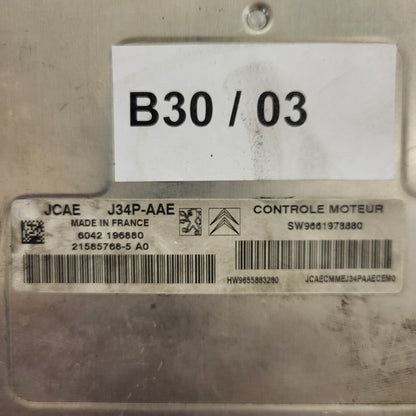 B30 / 03
JCAE J34P-AAE
MADE IN FRANCE
6042 196880
21585768-5 A0
CONTROLE MOTEUR
SW9661978880
HW9655883280
JCAECMMEJ34PAAECEM0